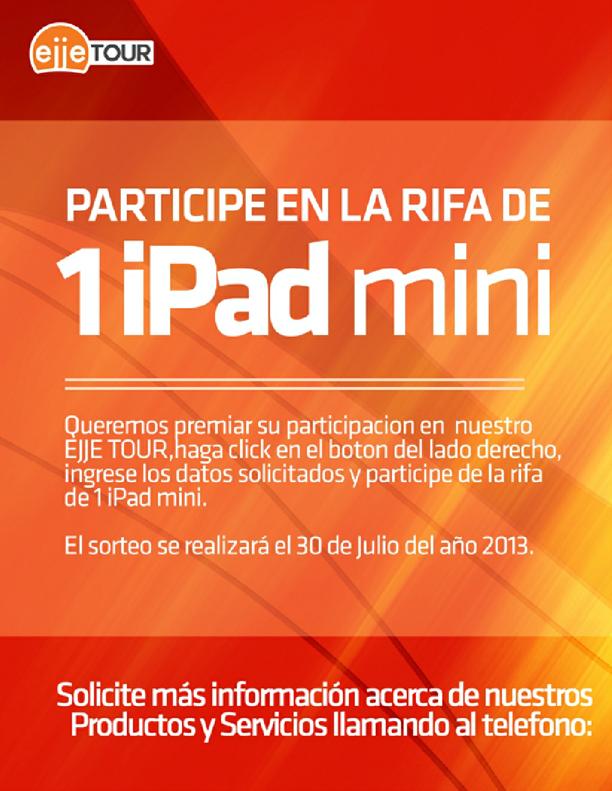 ejje TOUR
PARTICIPE EN LA RIFA DE
1 iPad mini
Queremos premiar su participacion en nuestro
EJJE TOUR,haga click en el boton del lado derecho,
ingrese los datos solicitados y participe de la rifa
de 1 iPad mini.
El sorteo se realizará el 30 de Julio del año 2013.
Solicite más información acerca de nuestros
Productos y Servicios llamando al telefono: